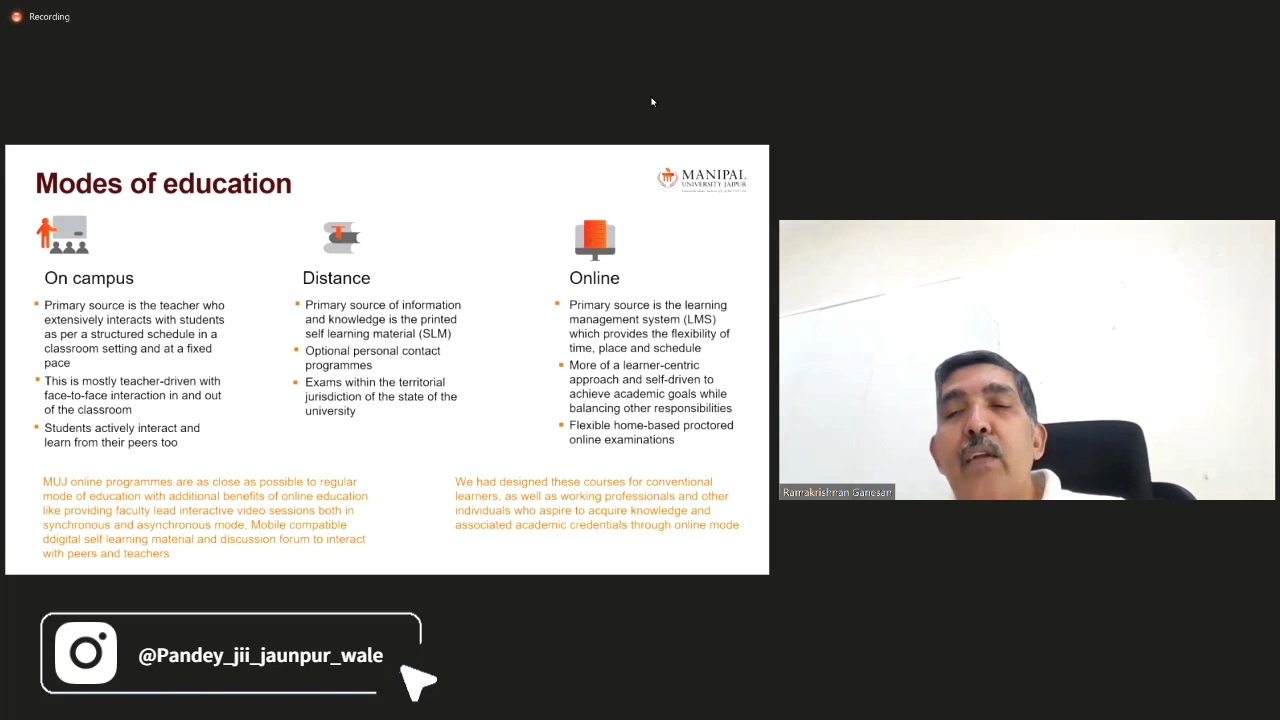 Recording
Modes of education
MANIPAL
UNIVERSITY JAIPUR
On campus
Primary source is the teacher who
extensively interacts with students
as per a structured schedule in a
classroom setting and at a fixed
pace
This is mostly teacher-driven with
face-to-face interaction in and out
of the classroom
Students actively interact and
learn from their peers too
Distance
Primary source of information
and knowledge is the printed
self learning material (SLM)
Optional personal contact
programmes
Exams within the territorial
jurisdiction of the state of the
university
Online
Primary source is the learning
management system (LMS)
which provides the flexibility of
time, place and schedule
More of a learner-centric
approach and self-driven to
achieve academic goals while
balancing other responsibilities
Flexible home-based proctored
online examinations
MUJ online programmes are as close as possible to regular
mode of education with additional benefits of online education
like providing faculty lead interactive video sessions both in
synchronous and asynchronous mode, Mobile compatible
ddigital self learning material and discussion forum to interact
with peers and teachers
We had designed these courses for conventional
learners, as well as working professionals and other
individuals who aspire to acquire knowledge and
associated academic credentials through online mode
Ramakrishnan Ganesan
@Pandey_jii_jaunpur_wale